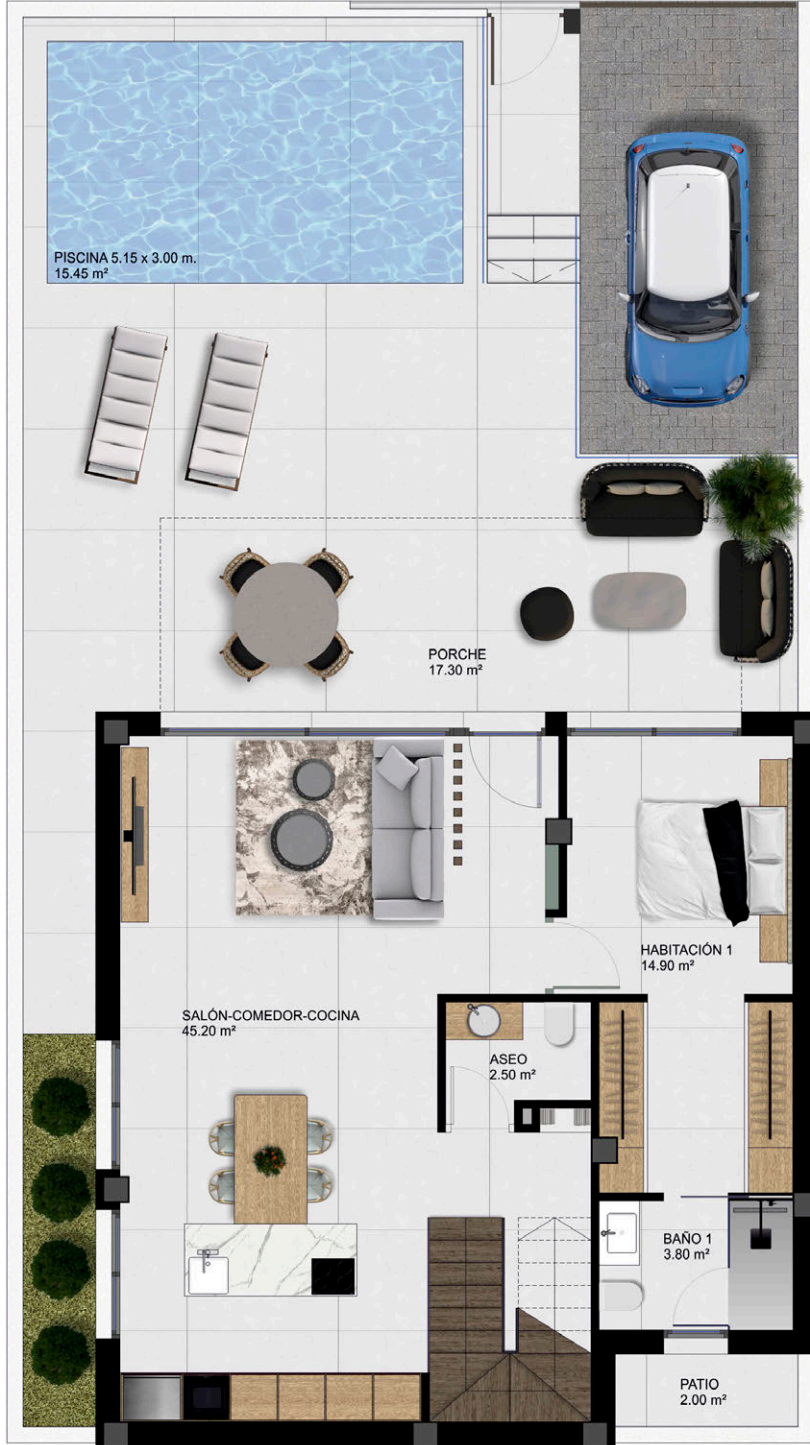 PISCINA 5.15 x 3.00 m.
15.45 m²
PORCHE
17.30 m²
HABITACIÓN 1
14.90 m²
SALÓN-COMEDOR-COCINA
45.20 m²
ASEO
2.50 m²
BAÑO 1
3.80 m²
PATIO
2.00 m²